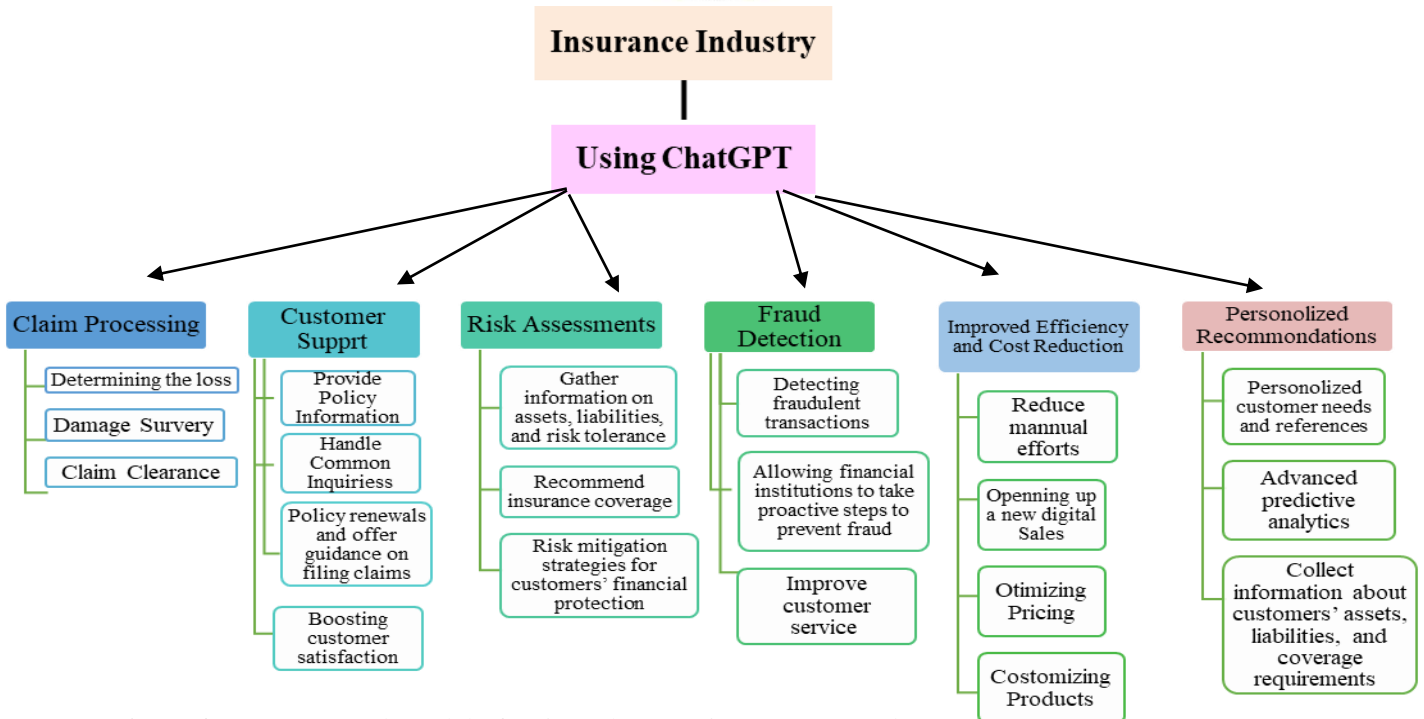 Insurance Industry
Using ChatGPT
Claim Processing
Determining the loss
Damage Survery
Claim Clearance
Customer
Supprt
Provide
Policy
Information
Handle
Common
Inquiriess
Policy renewals
and offer
guidance on
filing claims
Boosting
customer
satisfaction
Risk Assessments
Gather
information on
assets, liabilities,
and risk tolerance
Recommend
insurance coverage
Risk mitigation
strategies for
customers’ financial
protection
Fraud
Detection
Detecting
fraudulent
transactions
Allowing financial
institutions to take
proactive steps to
prevent fraud
Improve
customer
service
Improved Efficiency
and Cost Reduction
Reduce
mannual
efforts
Openning up
a new digital
Sales
Otimizing
Pricing
Costomizing
Products
Personolized
Recommondations
Personolized
customer needs
and references
Advanced
predictive
analytics
Collect
information about
customers’ assets,
liabilities, and
coverage
requirements